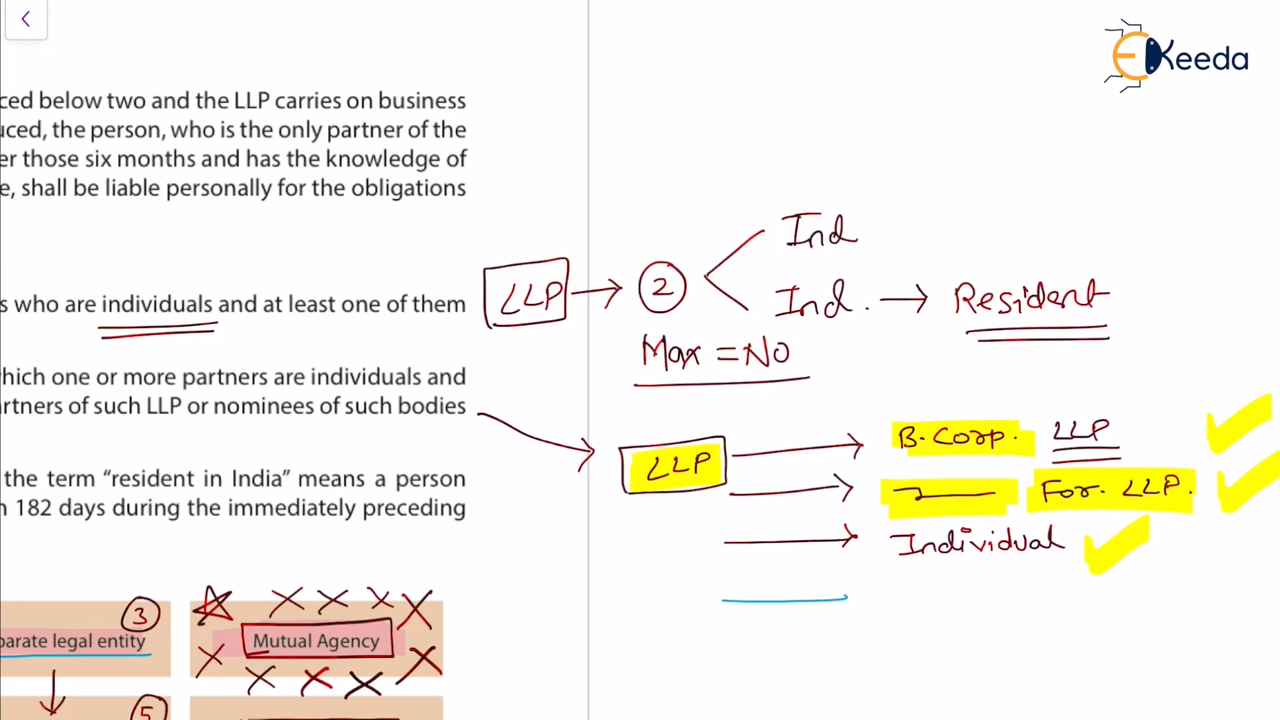 EKeeda
ced below two and the LLP carries on business
uced, the person, who is the only partner of the
er those six months and has the knowledge of
e, shall be liable personally for the obligations
s who are individuals and at least one of them
which one or more partners are individuals and
artners of such LLP or nominees of such bodies
the term “resident in India” means a person
n 182 days during the immediately preceding
3
parate legal entity
Mutual Agency
5
Ind
LLP → 2
Ind. → Resident
Max = NO
LLP
B. Corp. LLP
For. LLP.
Individual